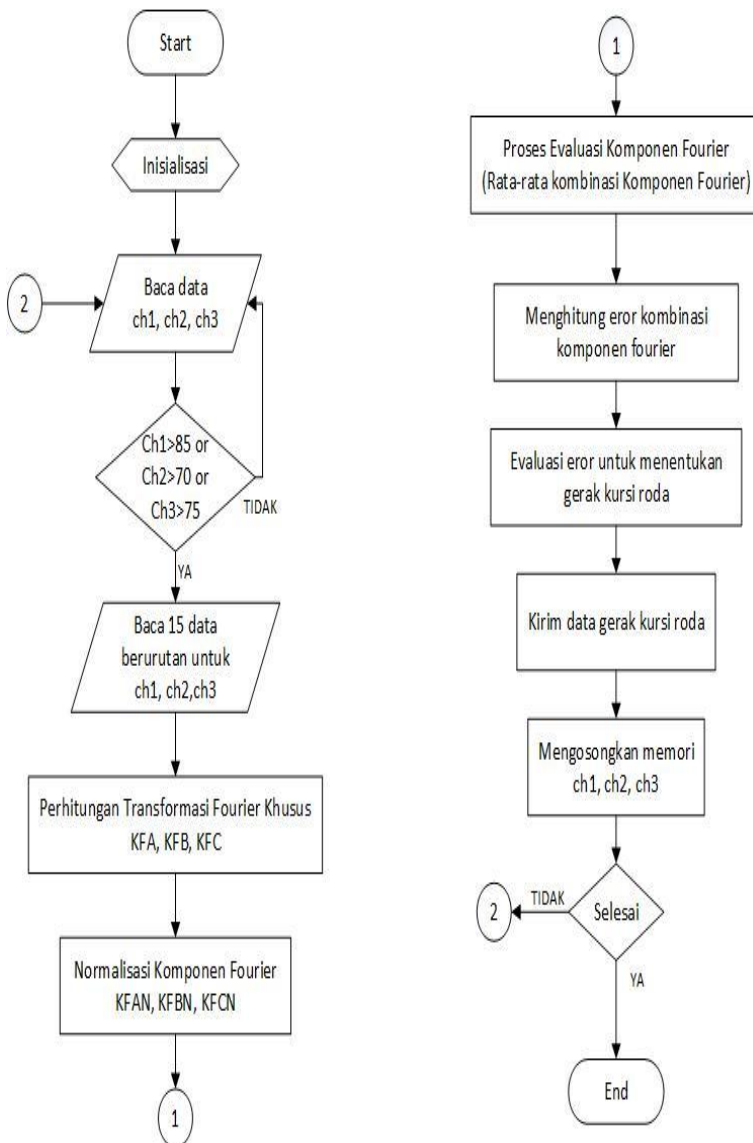 Start
Inisialisasi
2
Baca data
ch1, ch2, ch3
Ch1>85 or
Ch2>70 or
Ch3>75
TIDAK
YA
Baca 15 data
berurutan untuk
ch1, ch2,ch3
Perhitungan Transformasi Fourier Khusus
KFA, KFB, KFC
Normalisasi Komponen Fourier
KFAN, KFBN, KFCN
1
1
Proses Evaluasi Komponen Fourier
(Rata-rata kombinasi Komponen Fourier)
Menghitung eror kombinasi
komponen fourier
Evaluasi eror untuk menentukan
gerak kursi roda
Kirim data gerak kursi roda
Mengosongkan memori
ch1, ch2, ch3
Selesai
TIDAK
2
YA
End